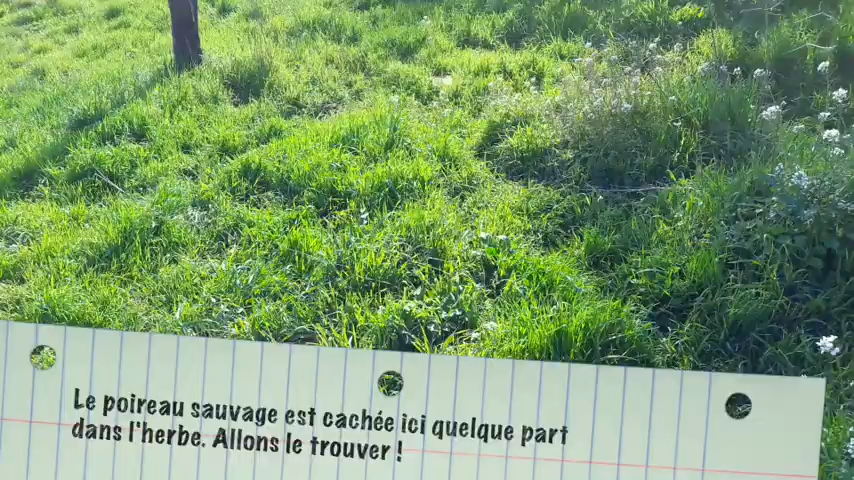 Le poireau sauvage est cachée ici quelque part
dans l'herbe. Allons le trouver !